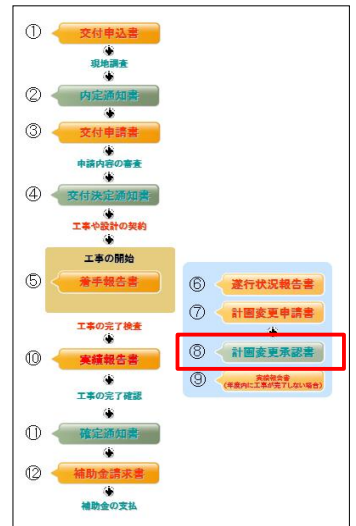 ① 交付申込書
現地調査
② 内定通知書
③ 交付申請書
申請内容の審査
④ 交付決定通知書
工事や設計の契約
工事の開始
⑤ 着手報告書
工事の完了検査
⑩ 実績報告書
工事の完了確認
⑪ 確定通知書
⑫ 補助金請求書
補助金の支払
⑥ 遂行状況報告書
⑦ 計画変更申請書
⑧ 計画変更承認書
⑨ 実績報告書
(年度内に工事が完了しない場合)